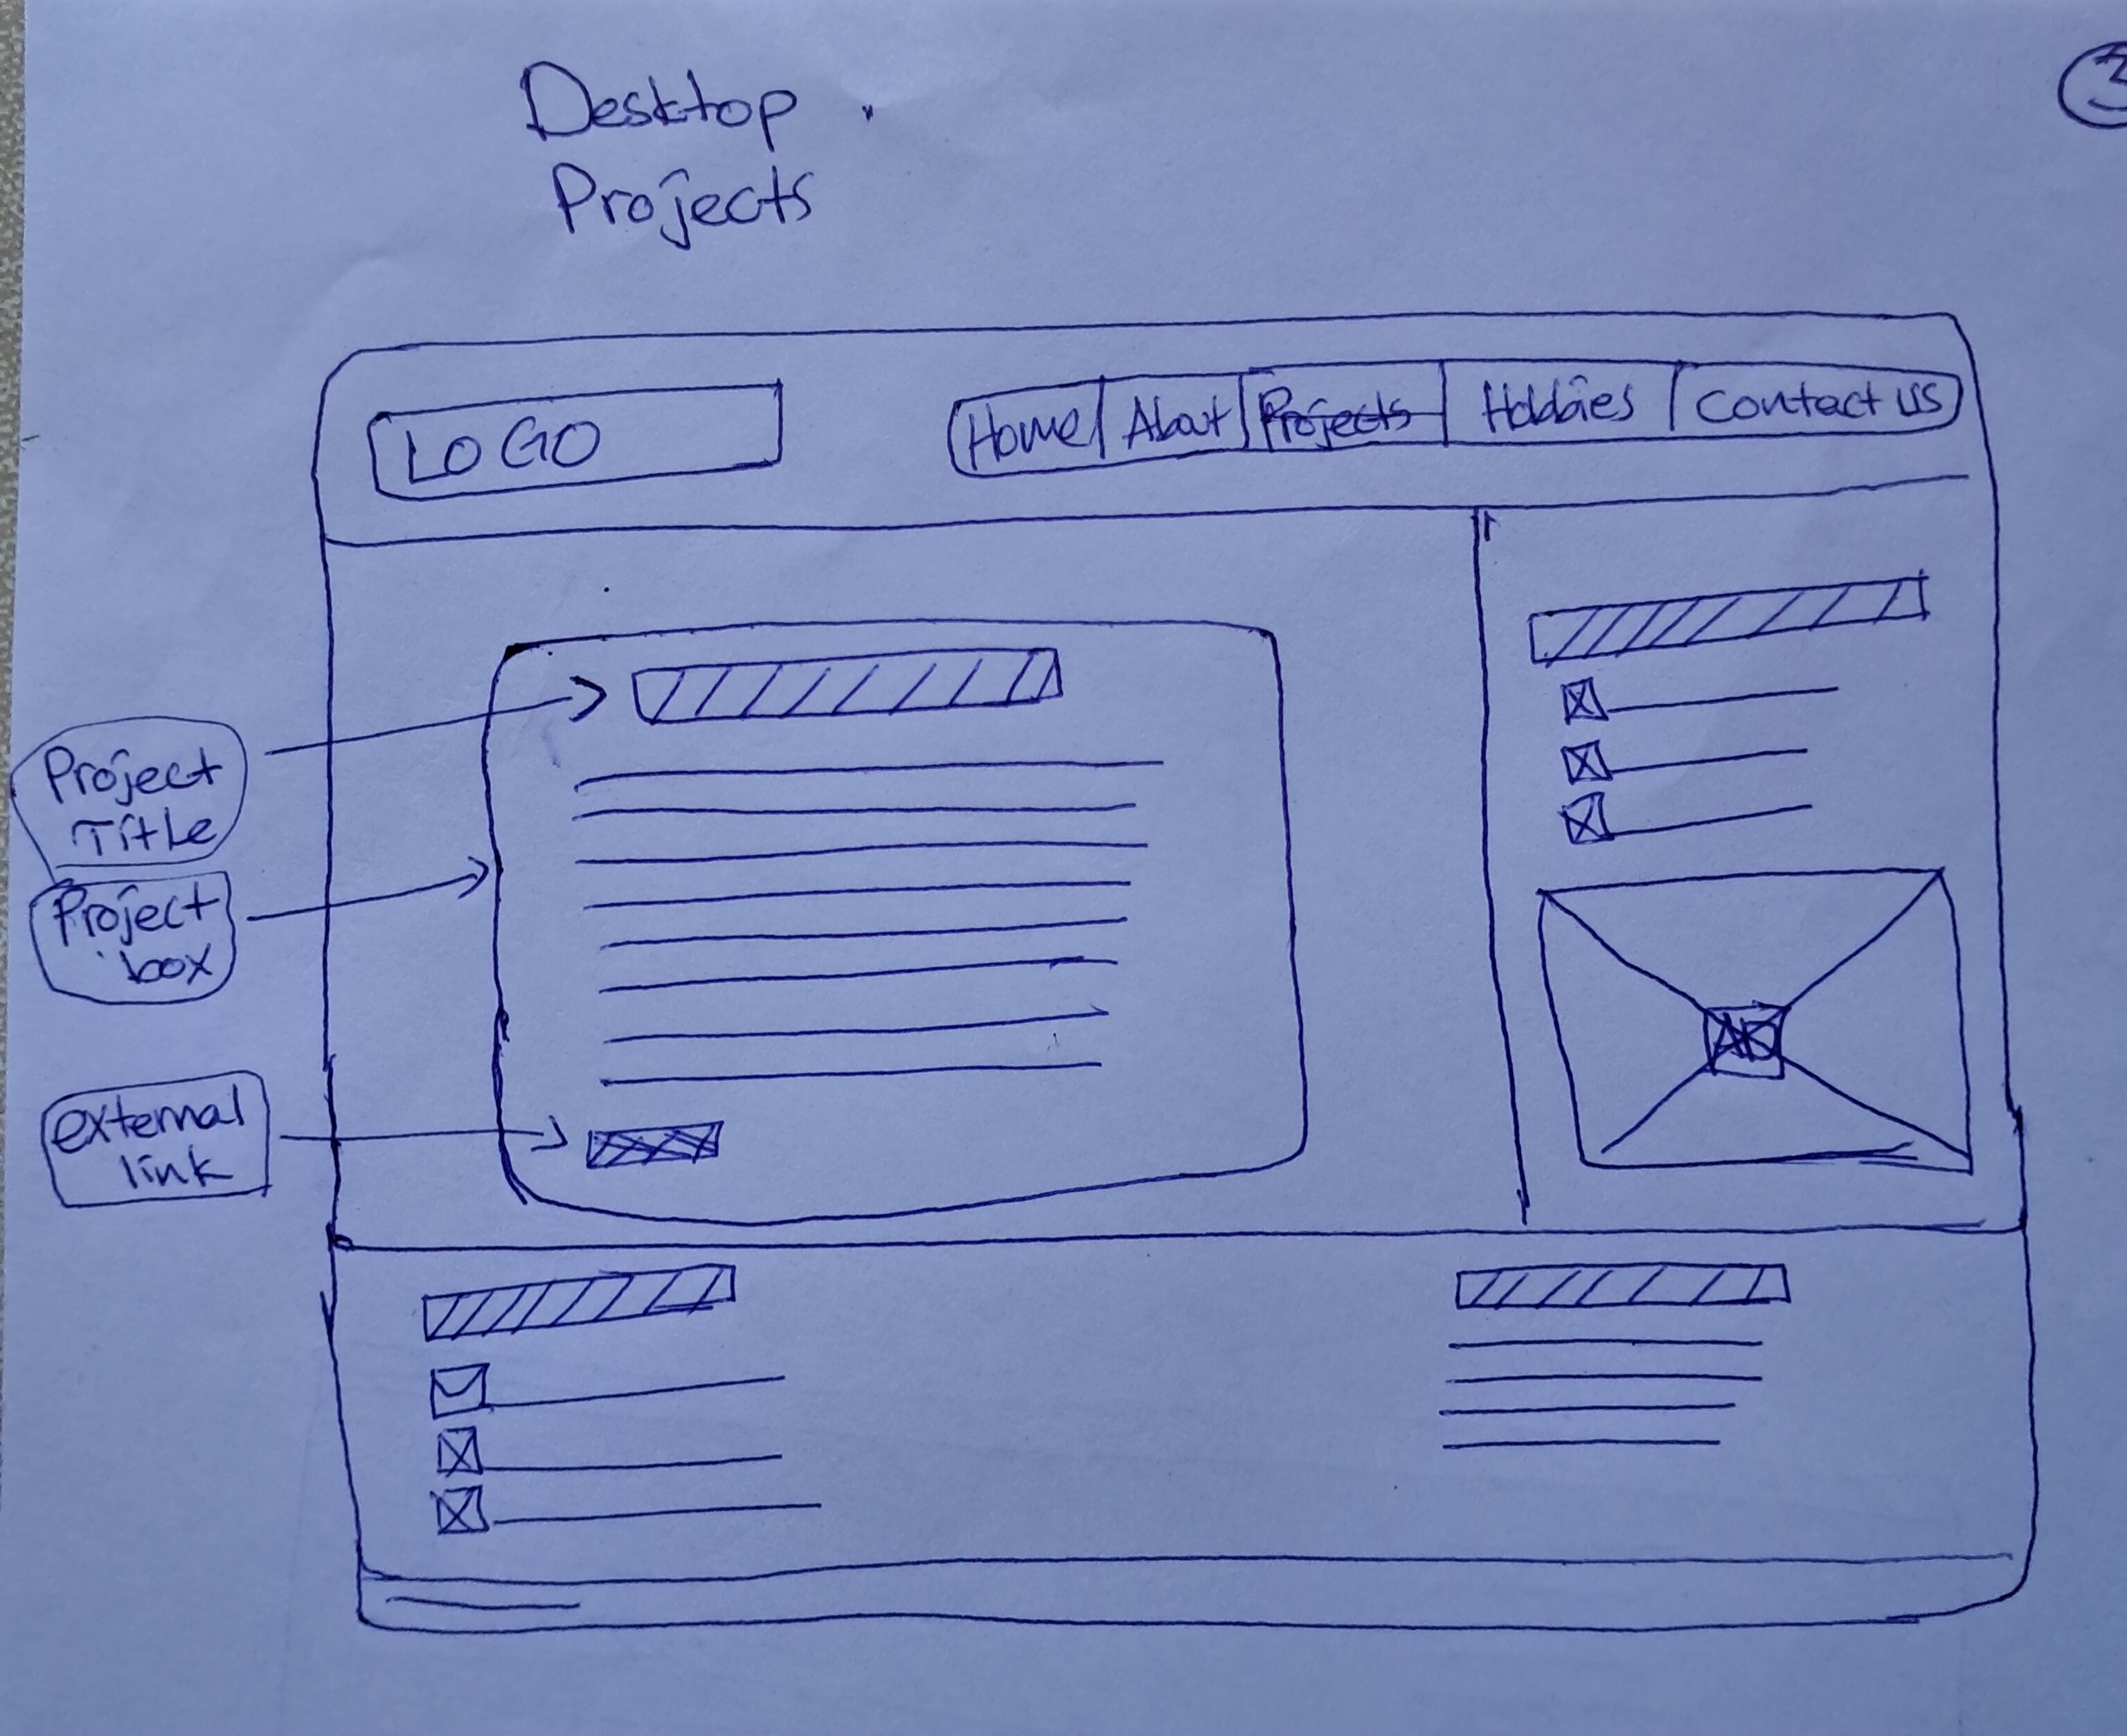 Desktop
Projects
3
LOGO
Home About Projects Hobbies Contact US
Project
Title
Project
box
external
link
AD